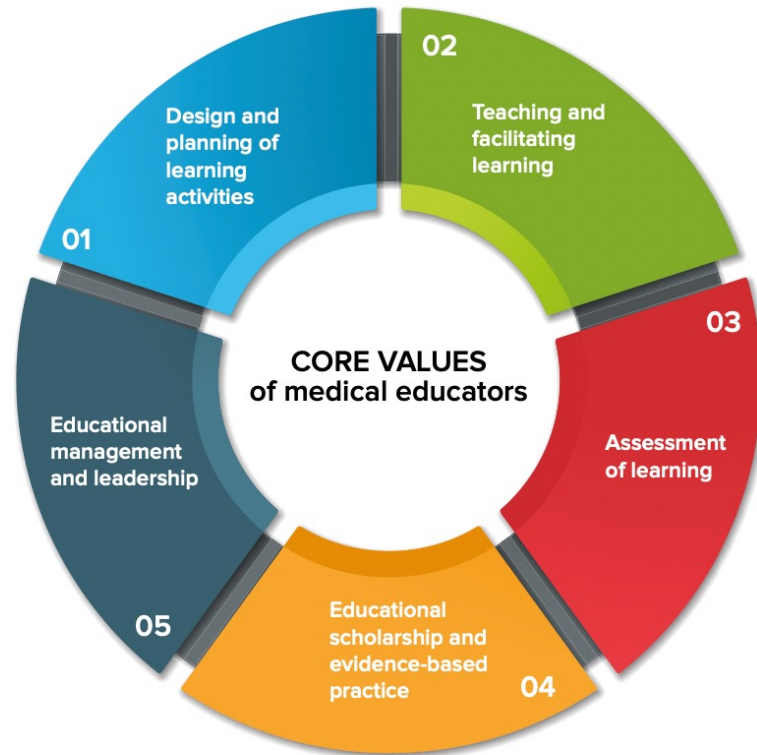 CORE VALUES
of medical educators
01
Design and
planning of
learning
activities
02
Teaching and
facilitating
learning
03
Assessment
of learning
04
Educational
scholarship and
evidence-based
practice
05
Educational
management
and leadership